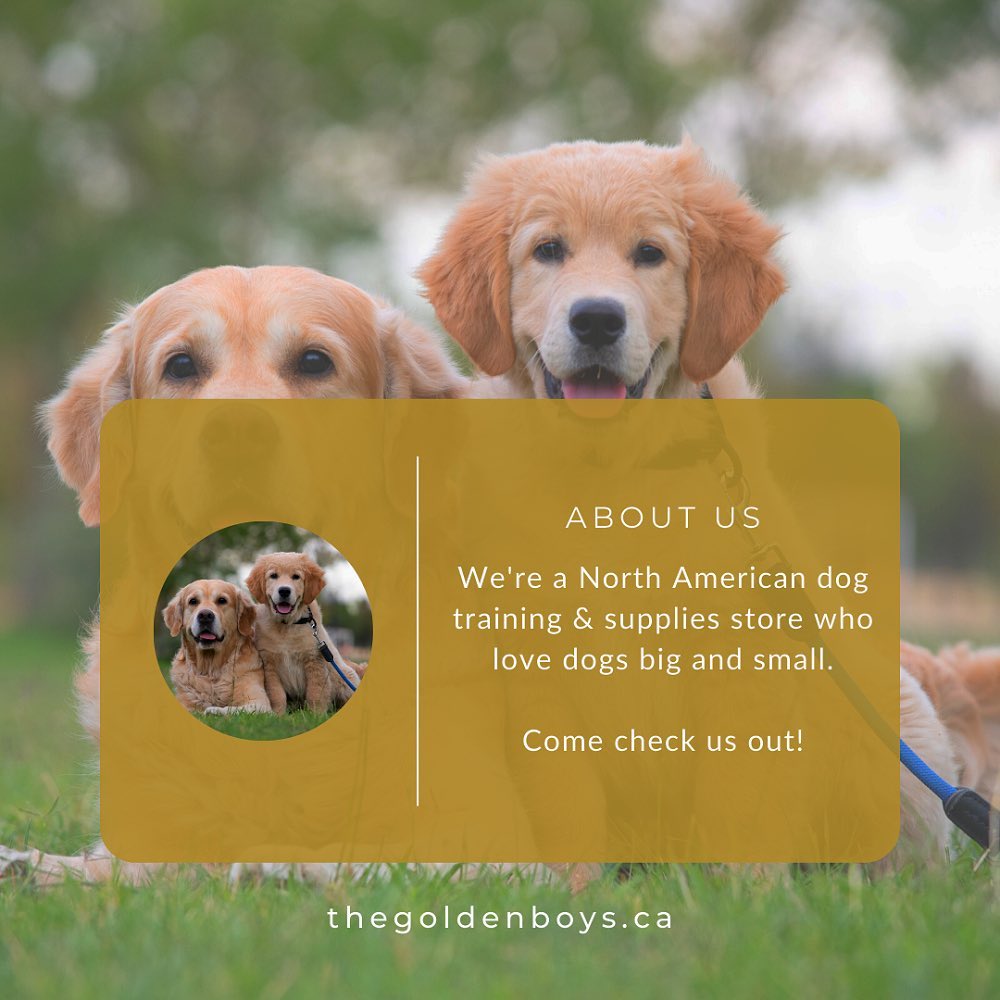 ABOUT US
We're a North American dog
training & supplies store who
love dogs big and small.
Come check us out!
thegoldenboys.ca